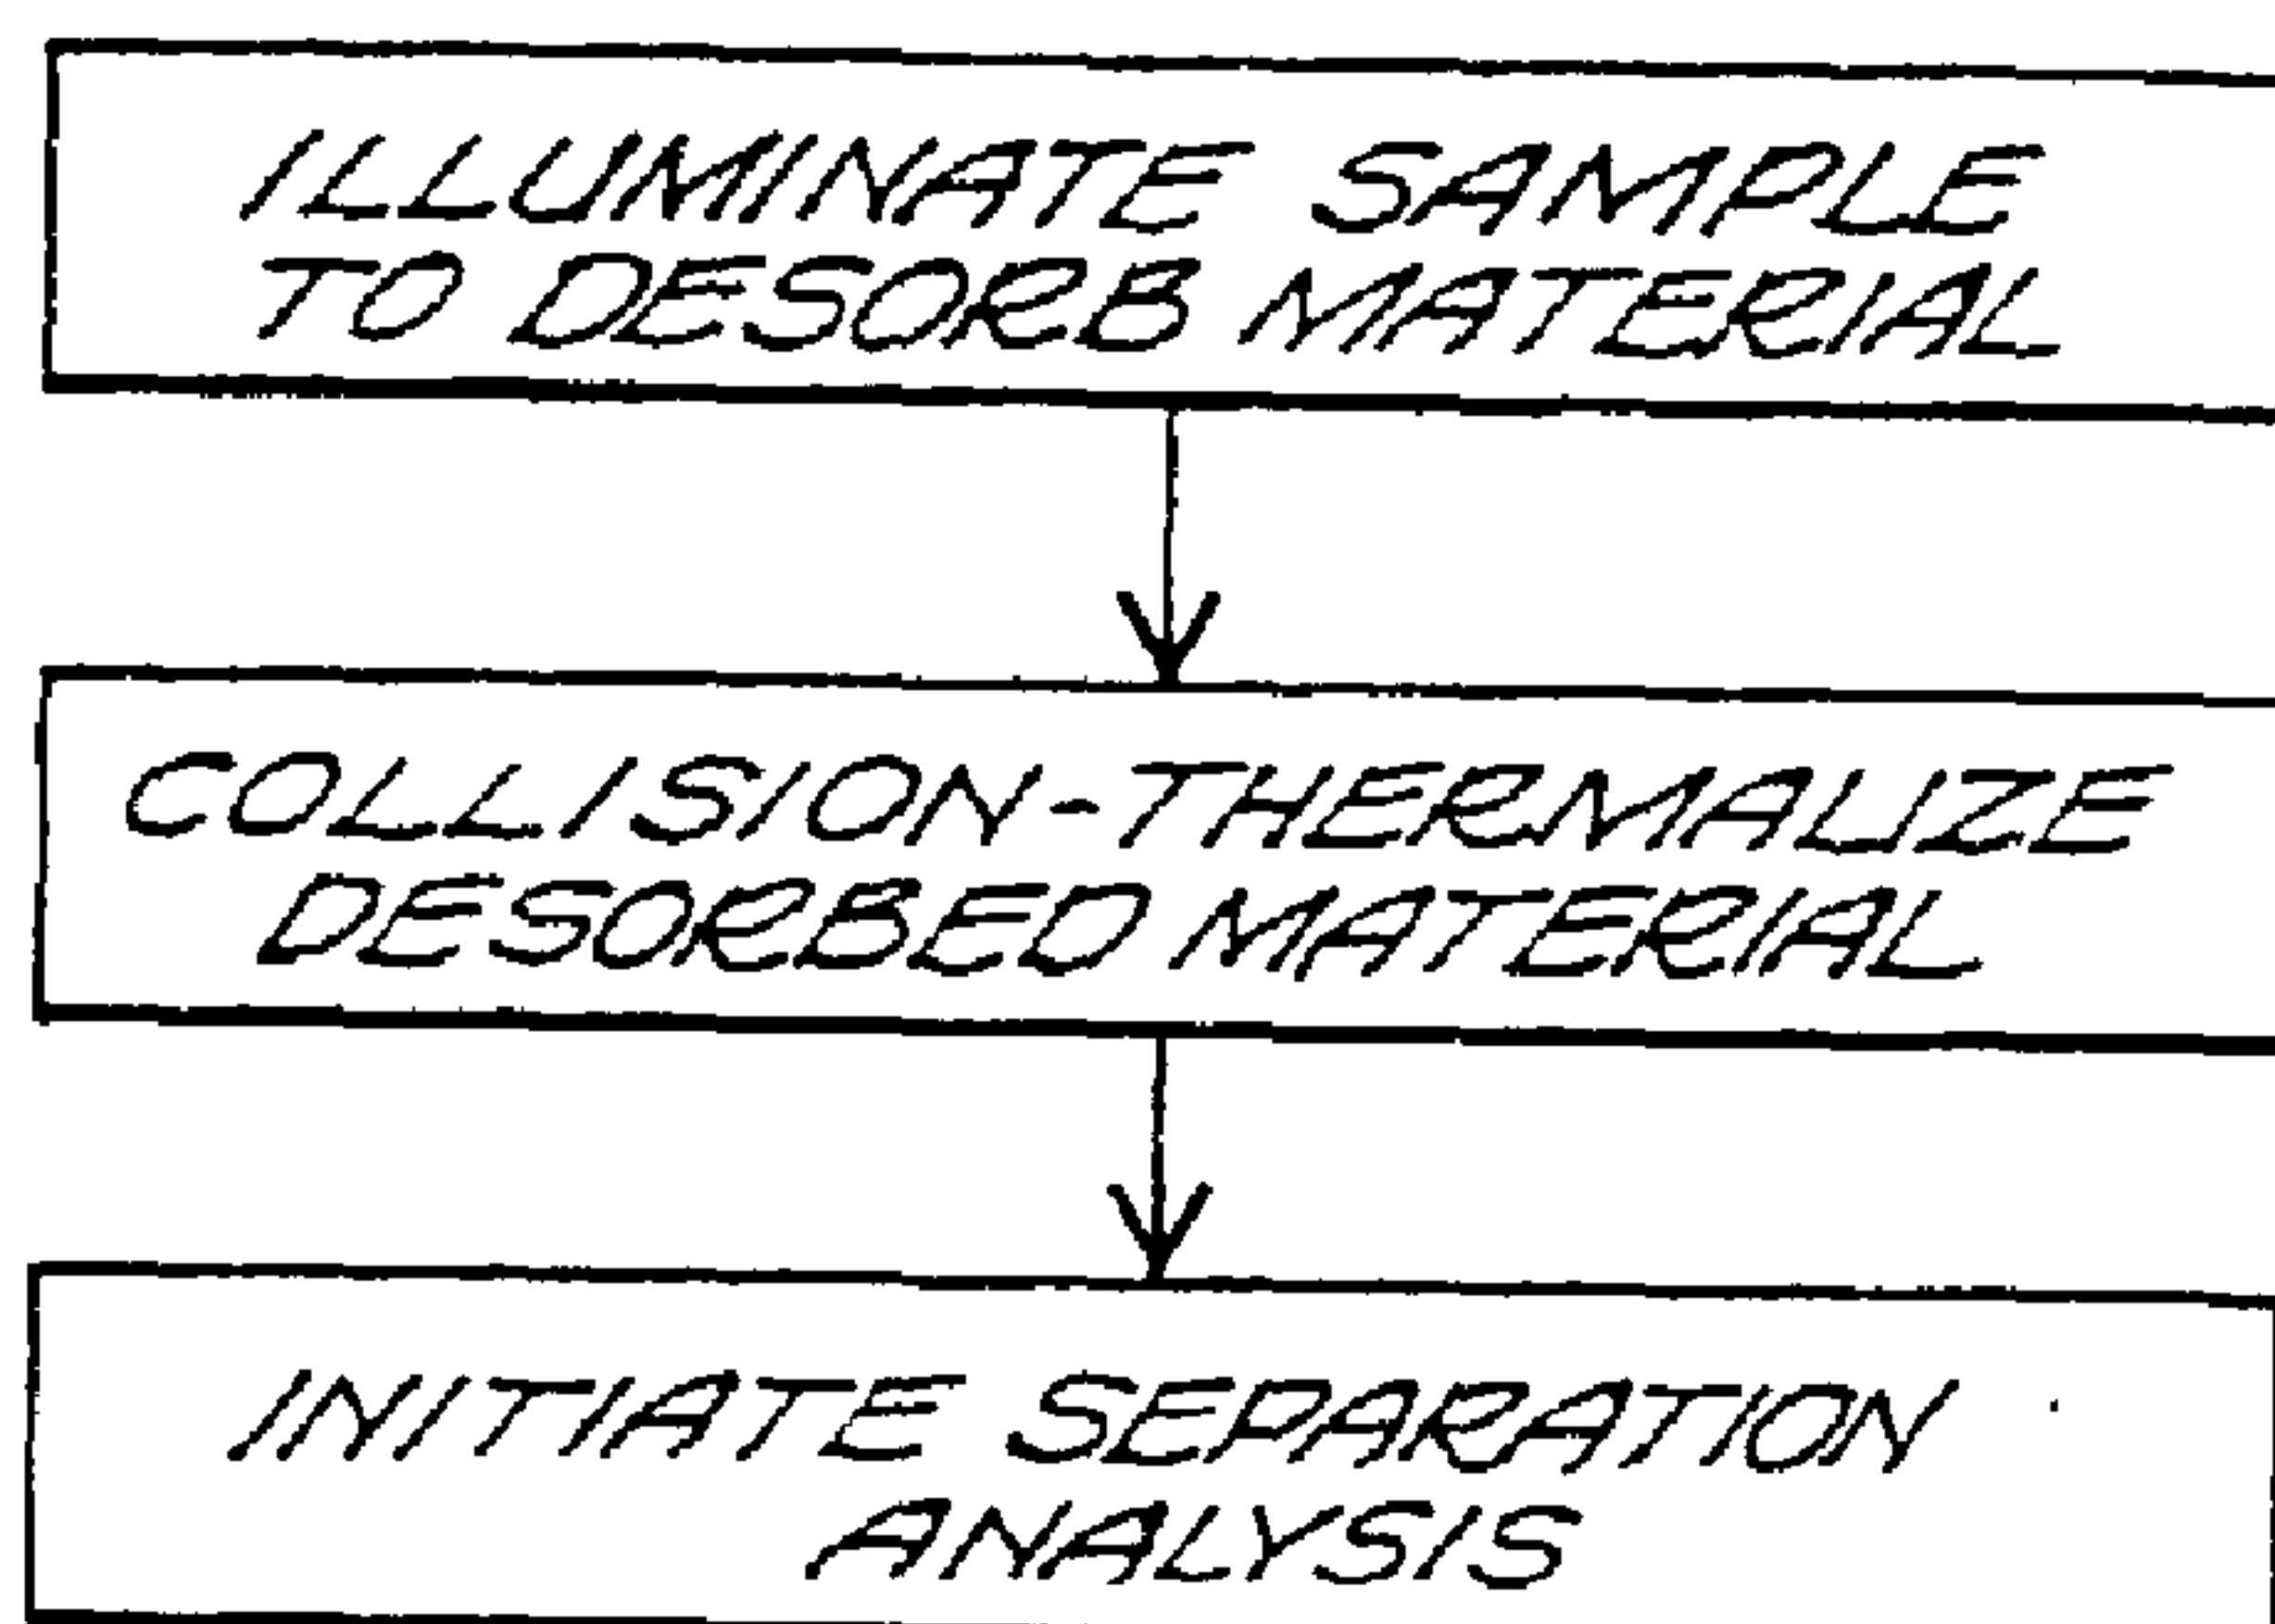 ILLUMINATE SAMPLE
TO DESORB MATERIAL
COLLISION-THERMALIZE
DESORBED MATERIAL
INITIATE SEPARATION
ANALYSIS